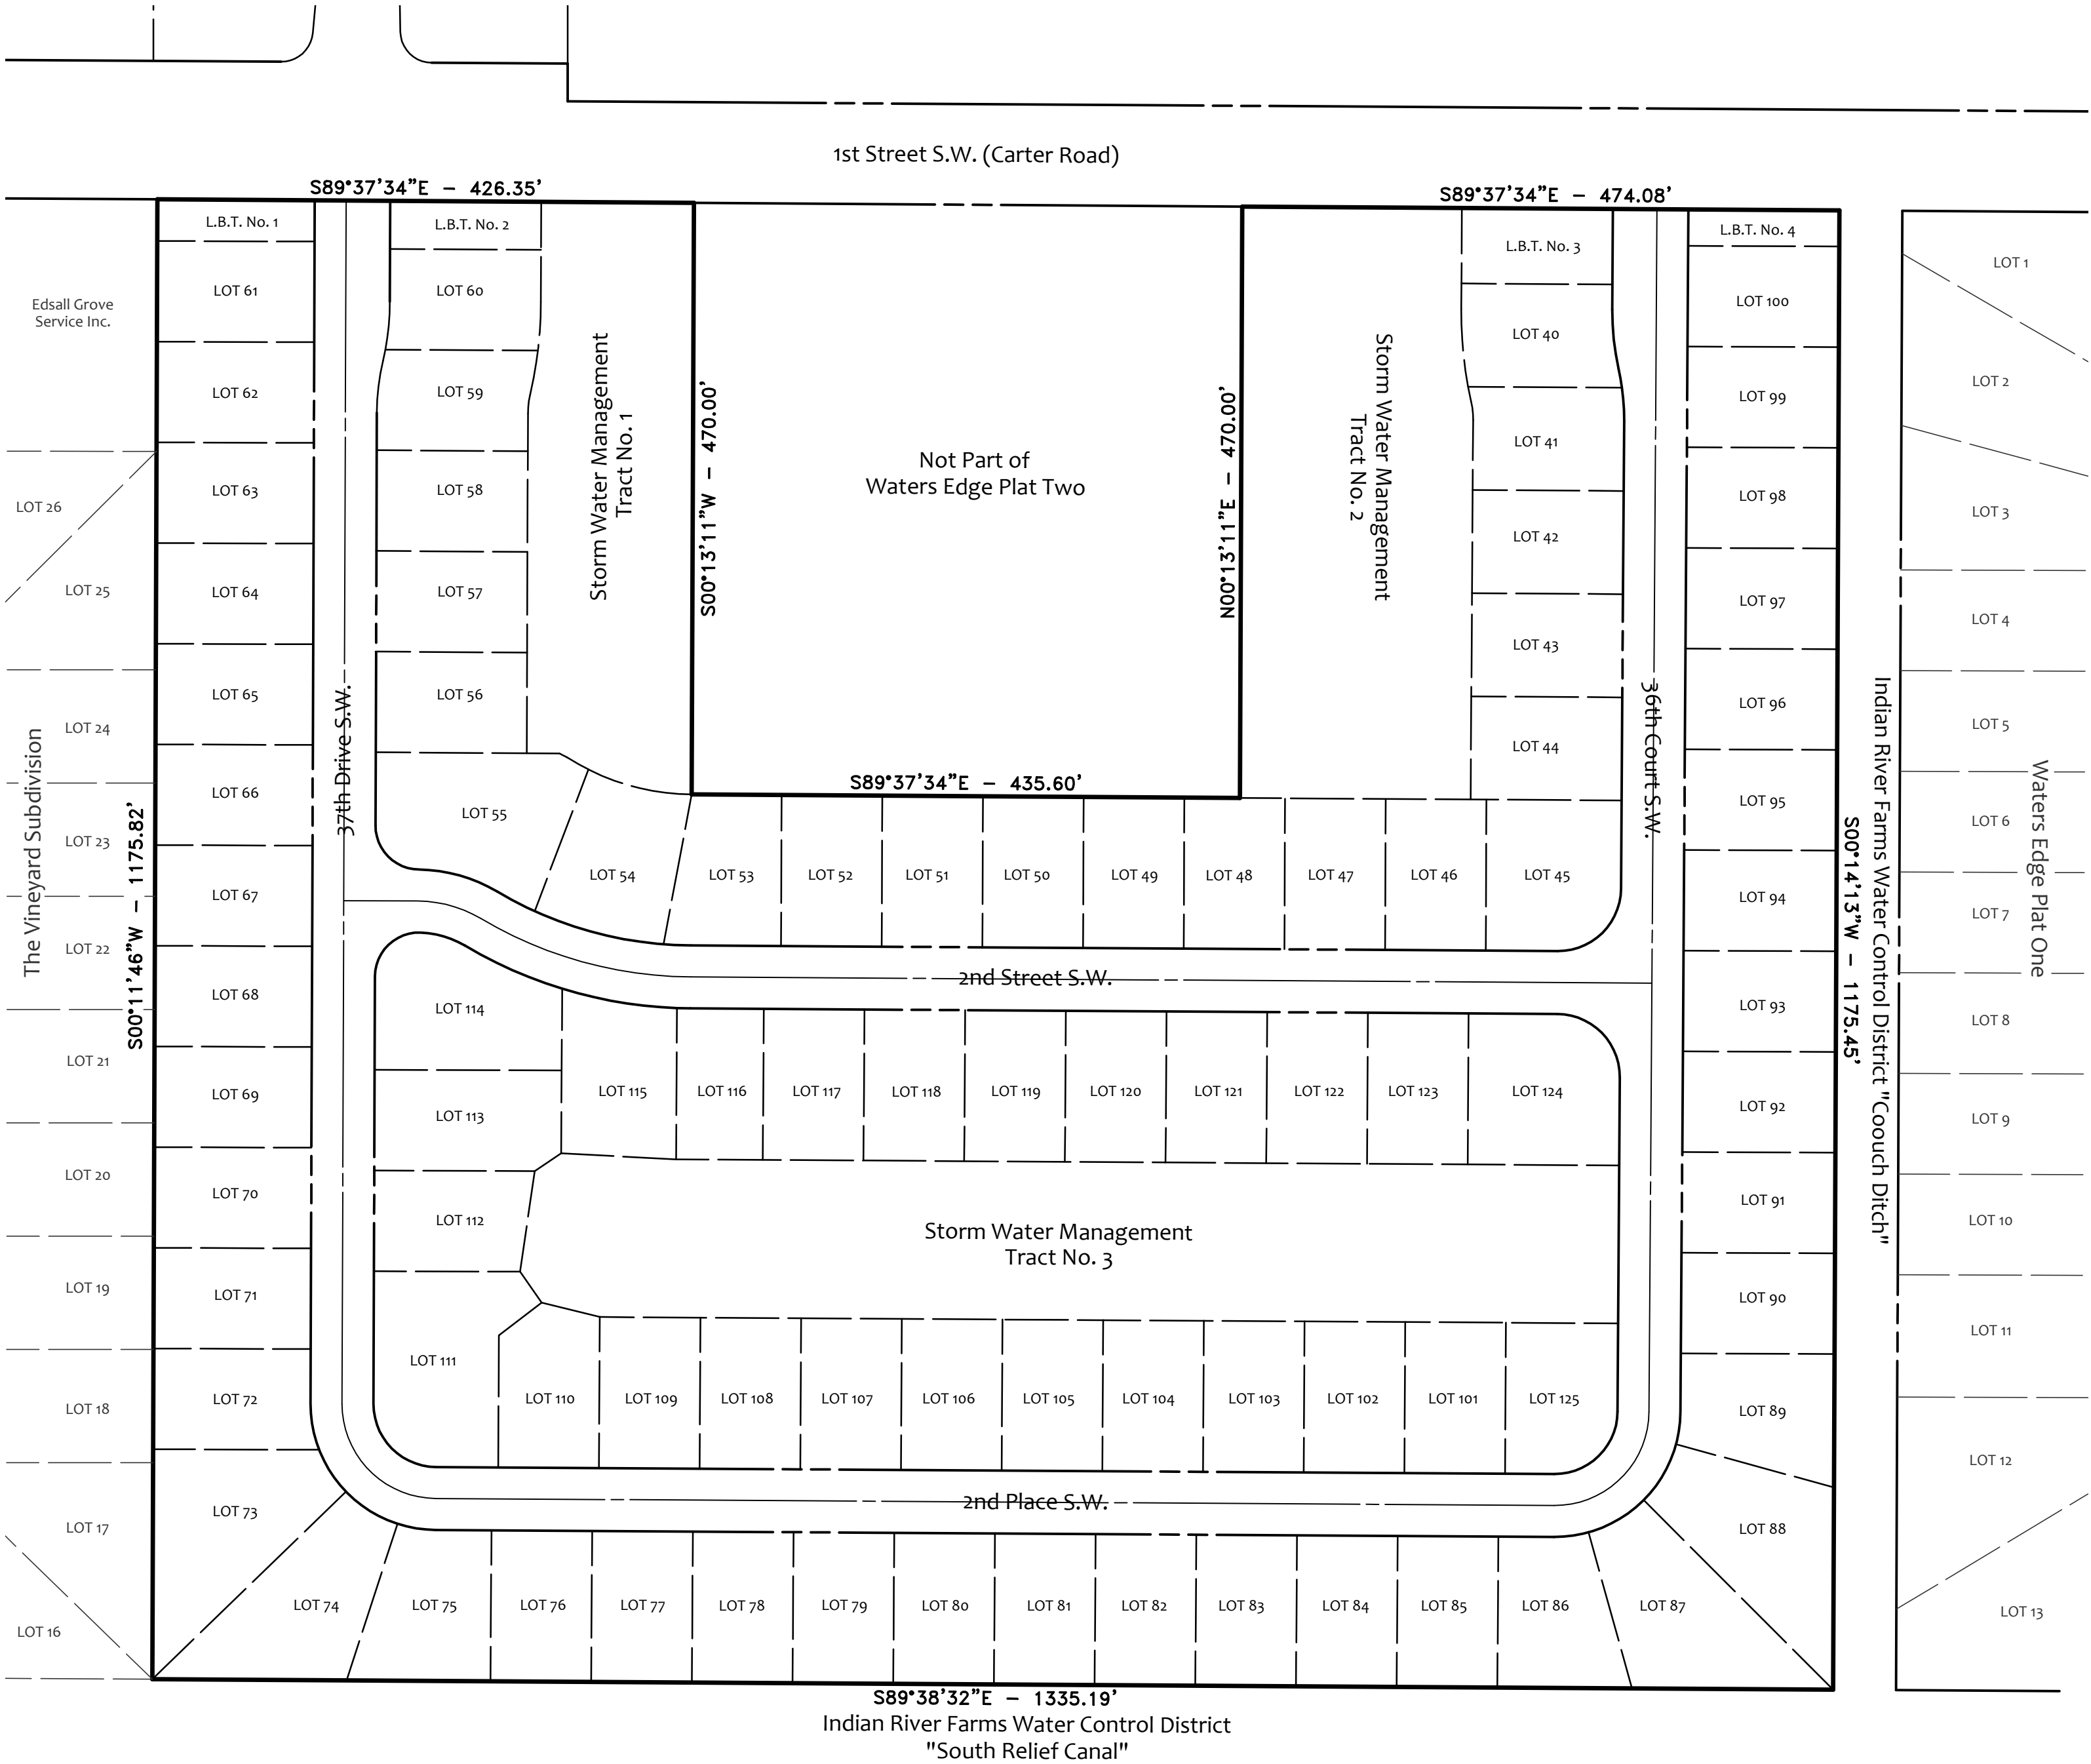 1st Street S.W. (Carter Road)
S89°37'34"E – 426.35'
S89°37'34"E – 474.08'
L.B.T. No. 1
L.B.T. No. 2
L.B.T. No. 3
L.B.T. No. 4
Edsall Grove
Service Inc.
LOT 61
LOT 62
LOT 63
LOT 64
LOT 65
LOT 66
LOT 67
LOT 68
LOT 69
LOT 70
LOT 71
LOT 72
LOT 73
LOT 60
LOT 59
LOT 58
LOT 57
LOT 56
LOT 55
37th Drive S.W.
Storm Water Management
Tract No. 1
S00°13'11"W – 470.00'
Not Part of
Waters Edge Plat Two
N00°13'11"E – 470.00'
S89°37'34"E – 435.60'
Storm Water Management
Tract No. 2
LOT 40
LOT 41
LOT 42
LOT 43
LOT 44
36th Court S.W.
LOT 100
LOT 99
LOT 98
LOT 97
LOT 96
LOT 95
LOT 94
LOT 93
LOT 92
LOT 91
LOT 90
LOT 89
LOT 88
LOT 54
LOT 53
LOT 52
LOT 51
LOT 50
LOT 49
LOT 48
LOT 47
LOT 46
LOT 45
2nd Street S.W.
LOT 114
LOT 113
LOT 112
LOT 111
LOT 115
LOT 116
LOT 117
LOT 118
LOT 119
LOT 120
LOT 121
LOT 122
LOT 123
LOT 124
Storm Water Management
Tract No. 3
LOT 110
LOT 109
LOT 108
LOT 107
LOT 106
LOT 105
LOT 104
LOT 103
LOT 102
LOT 101
LOT 125
2nd Place S.W.
LOT 74
LOT 75
LOT 76
LOT 77
LOT 78
LOT 79
LOT 80
LOT 81
LOT 82
LOT 83
LOT 84
LOT 85
LOT 86
LOT 87
S89°38'32"E – 1335.19'
Indian River Farms Water Control District
"South Relief Canal"
LOT 26
LOT 25
LOT 24
LOT 23
LOT 22
LOT 21
LOT 20
LOT 19
LOT 18
LOT 17
LOT 16
The Vineyard Subdivision
S00°11'46"W – 1175.82'
S00°14'13"W – 1175.45'
Indian River Farms Water Control District "Coouch Ditch"
LOT 1
LOT 2
LOT 3
LOT 4
LOT 5
LOT 6
LOT 7
LOT 8
LOT 9
LOT 10
LOT 11
LOT 12
LOT 13
Waters Edge Plat One